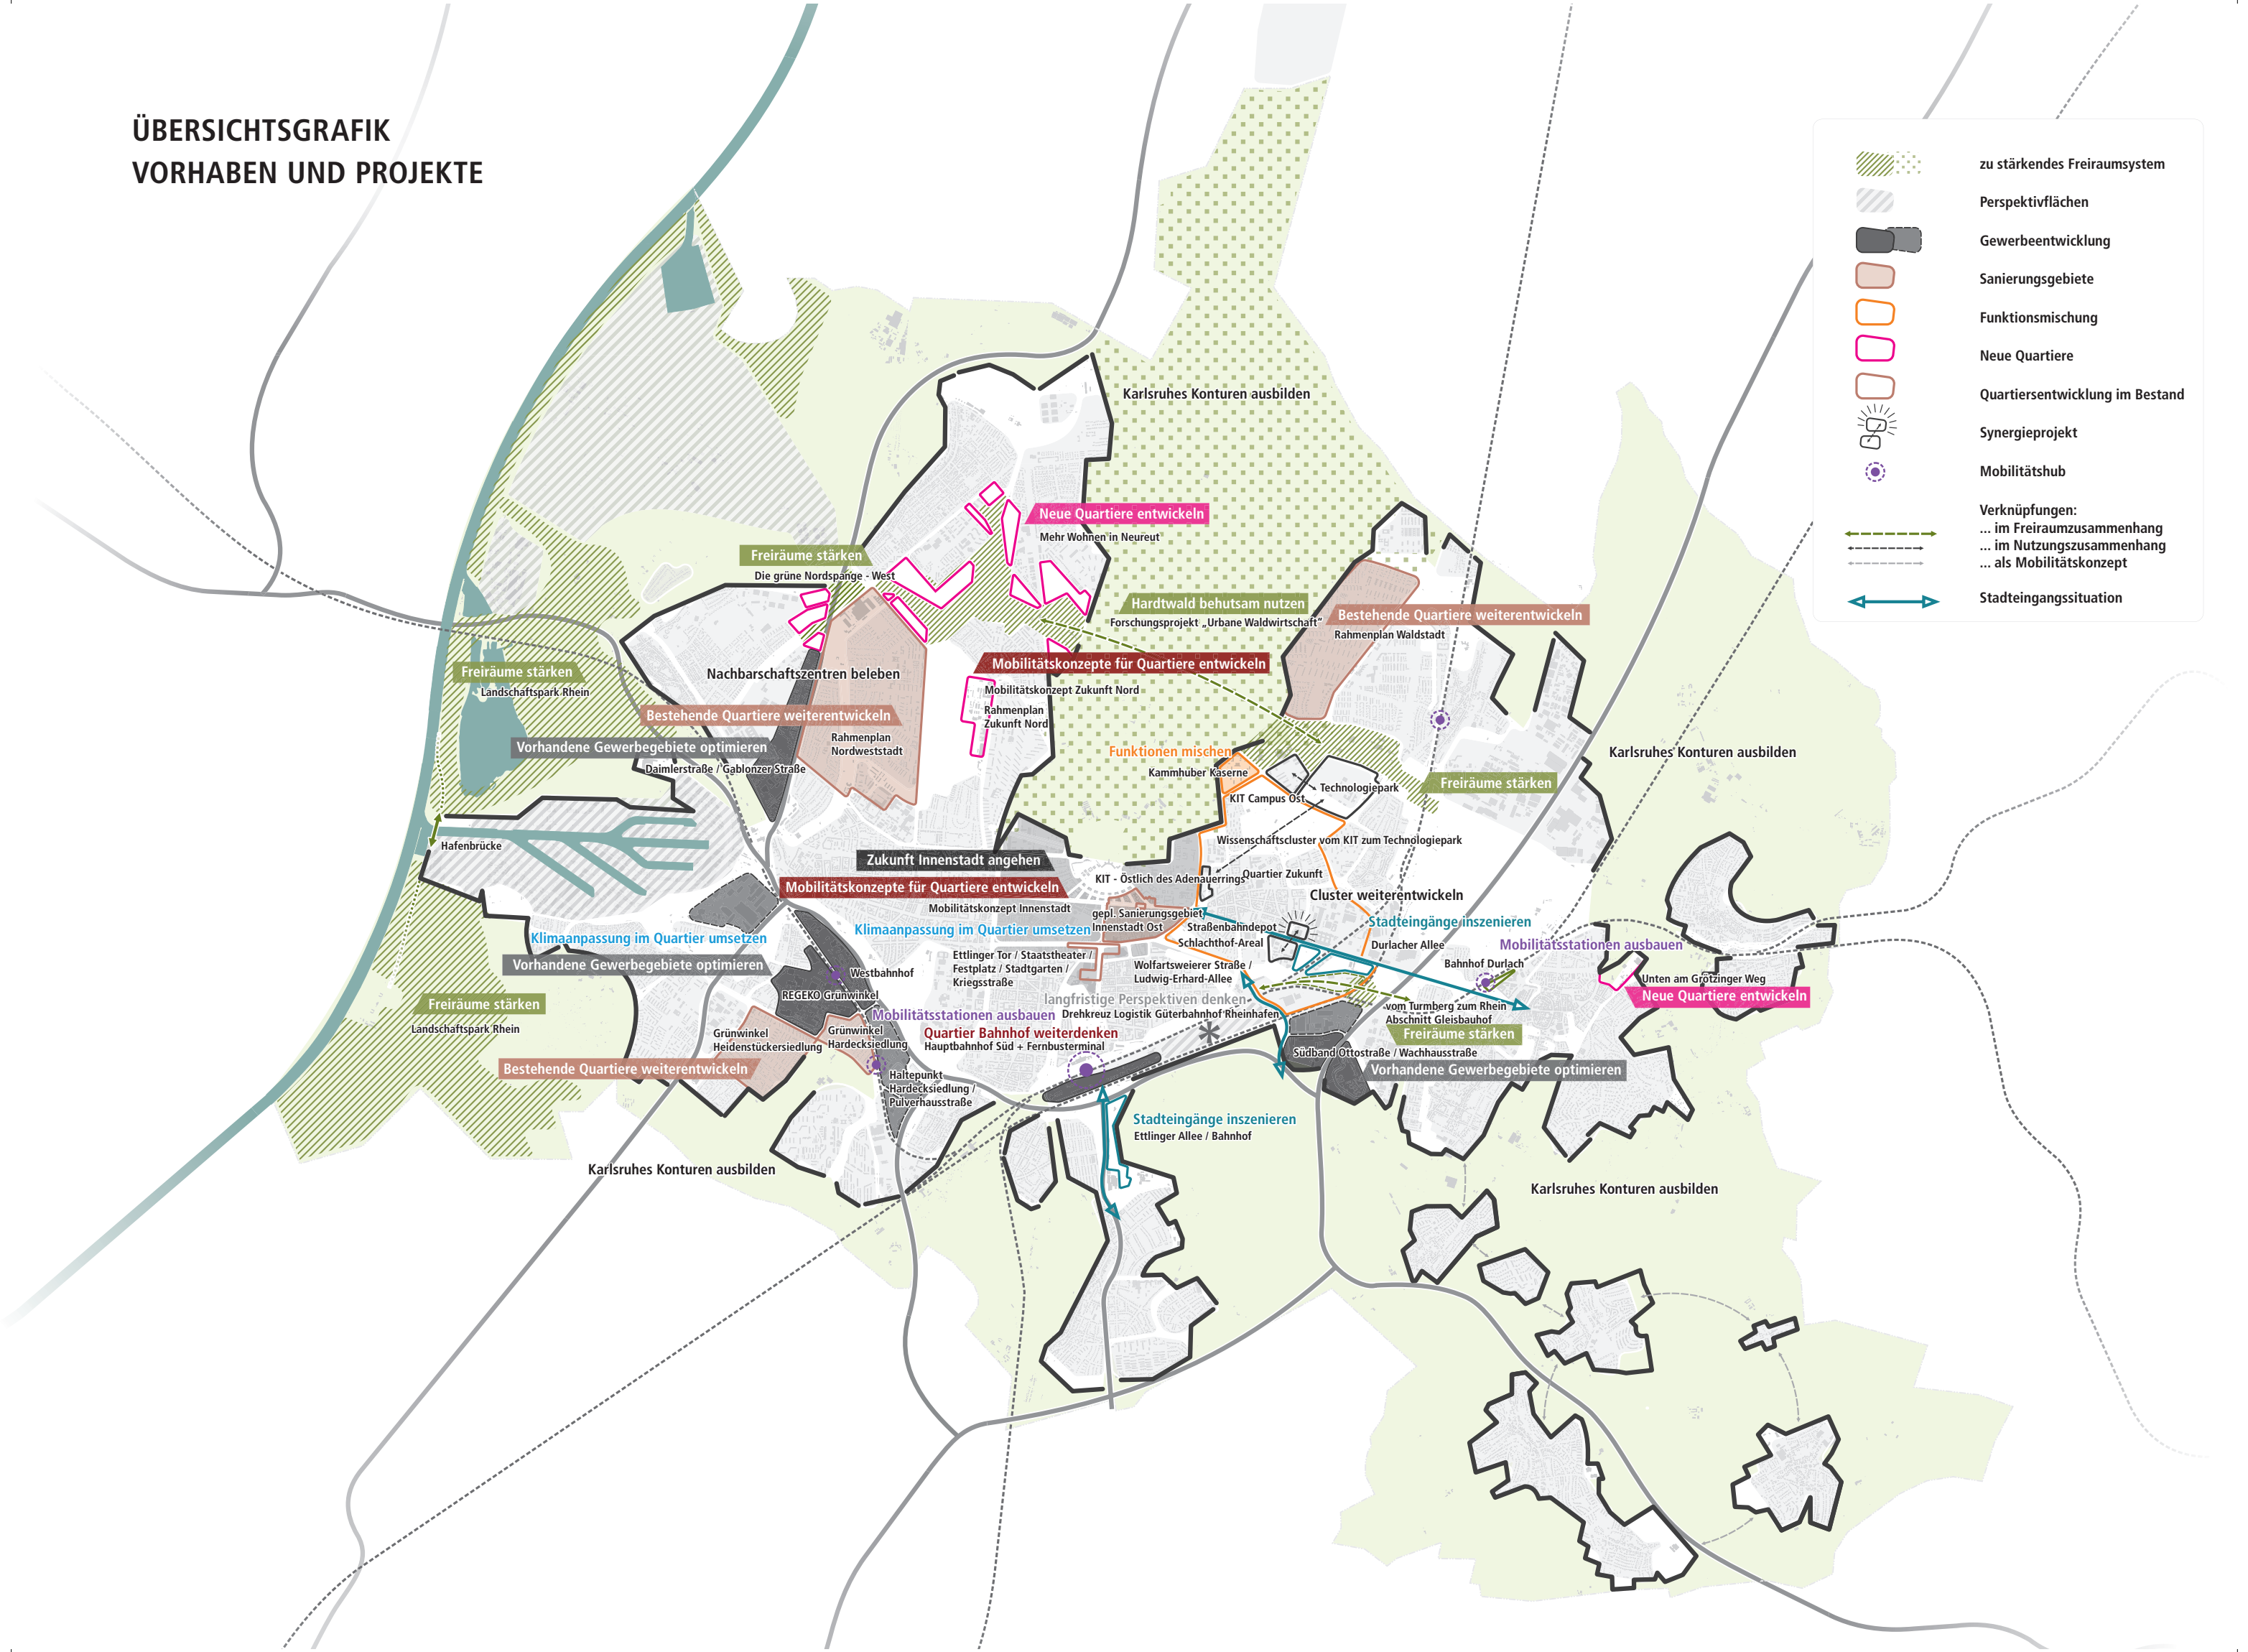 ÜBERSICHTSGRAFIK
VORHABEN UND PROJEKTE
zu stärkendes Freiraumsystem
Perspektivflächen
Gewerbeentwicklung
Sanierungsgebiete
Funktionsmischung
Neue Quartiere
Quartiersentwicklung im Bestand
Synergieprojekt
Mobilitätshub
Verknüpfungen:
... im Freiraumzusammenhang
... im Nutzungszusammenhang
... als Mobilitätskonzept
Stadteingangssituation
Karlsruhes Konturen ausbilden
Neue Quartiere entwickeln
Mehr Wohnen in Neureut
Freiräume stärken
Die grüne Nordspange - West
Hardtwald behutsam nutzen
Forschungsprojekt „Urbane Waldwirtschaft“
Bestehende Quartiere weiterentwickeln
Rahmenplan Waldstadt
Freiräume stärken
Landschaftspark Rhein
Nachbarschaftszentren beleben
Mobilitätskonzepte für Quartiere entwickeln
Mobilitätskonzept Zukunft Nord
Rahmenplan
Zukunft Nord
Bestehende Quartiere weiterentwickeln
Rahmenplan
Nordweststadt
Vorhandene Gewerbegebiete optimieren
Daimlerstraße / Gablonzer Straße
Funktionen mischen
Kammhuber Kaserne
KIT Campus Ost
Technologiepark
Freiräume stärken
Karlsruhes Konturen ausbilden
Hafenbrücke
Wissenschaftscluster vom KIT zum Technologiepark
Zukunft Innenstadt angehen
KIT - Östlich des Adenauerrings
Quartier Zukunft
Mobilitätskonzepte für Quartiere entwickeln
Mobilitätskonzept Innenstadt
Cluster weiterentwickeln
gepl. Sanierungsgebiet
Innenstadt Ost
Klimaanpassung im Quartier umsetzen
Klimaanpassung im Quartier umsetzen
Straßenbahndepot
Schlachthof-Areal
Stadteingänge inszenieren
Durlacher Allee
Mobilitätsstationen ausbauen
Bahnhof Durlach
Vorhandene Gewerbegebiete optimieren
Westbahnhof
REGEKO Grünwinkel
Ettlinger Tor / Staatstheater /
Festplatz / Stadtgarten /
Kriegsstraße
Wolfartsweierer Straße /
Ludwig-Erhard-Allee
Unten am Grötzinger Weg
Neue Quartiere entwickeln
langfristige Perspektiven denken
Drehkreuz Logistik Güterbahnhof Rheinhafen
vom Turmberg zum Rhein
Abschnitt Gleisbauhof
Freiräume stärken
Freiräume stärken
Landschaftspark Rhein
Mobilitätsstationen ausbauen
Grünwinkel
Heidenstückersiedlung
Grünwinkel
Hardecksiedlung
Quartier Bahnhof weiterdenken
Hauptbahnhof Süd + Fernbusterminal
Südband Ottostraße / Wachhausstraße
Vorhandene Gewerbegebiete optimieren
Bestehende Quartiere weiterentwickeln
Haltepunkt
Hardecksiedlung /
Pulverhausstraße
Stadteingänge inszenieren
Ettlinger Allee / Bahnhof
Karlsruhes Konturen ausbilden
Karlsruhes Konturen ausbilden